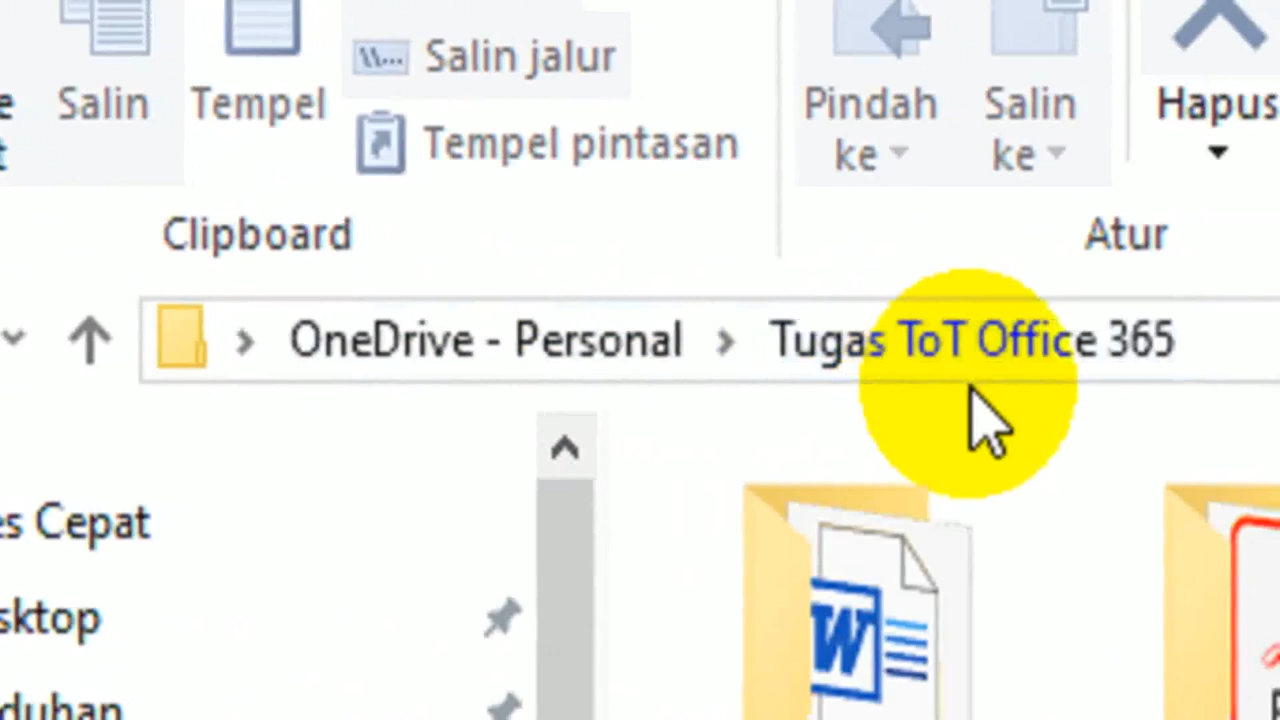 Salin
Tempel
Salin jalur
Tempel pintasan
Pindah
ke
Salin
ke
Hapus
Clipboard
Atur
OneDrive - Personal
Tugas ToT Office 365
es Cepat
sktop
duhan
W